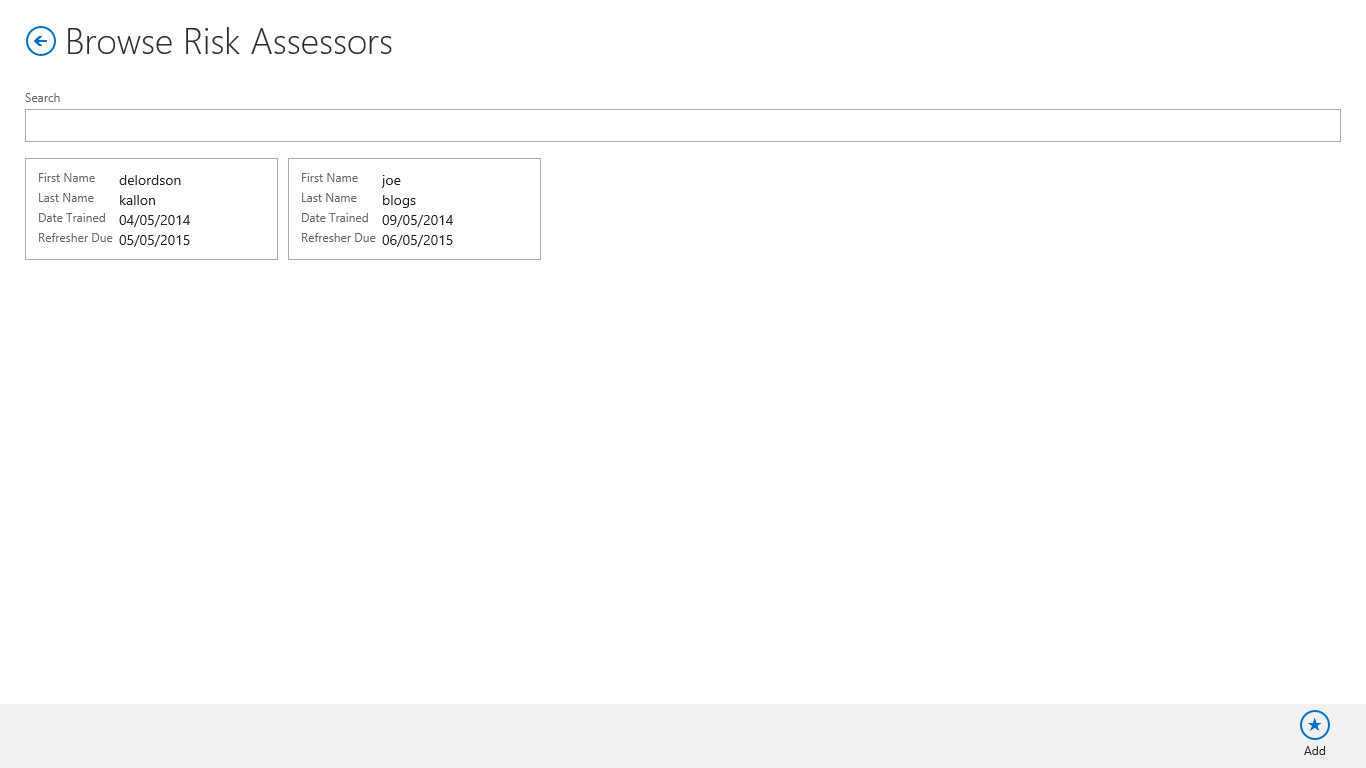 Browse Risk Assessors
Search
First Name delordson
Last Name kallon
Date Trained 04/05/2014
Refresher Due 05/05/2015
First Name joe
Last Name blogs
Date Trained 09/05/2014
Refresher Due 06/05/2015
Add